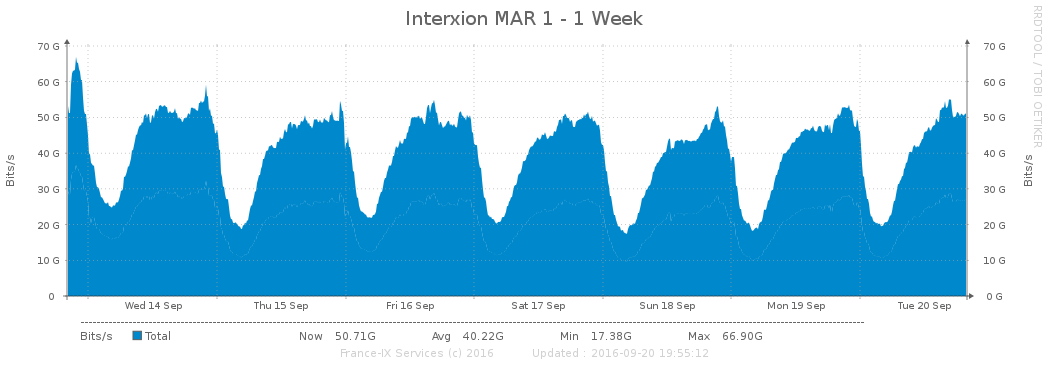 Interxion MAR 1 - 1 Week
RRDTOOL / TOBI OETIKER
Bits/s
70 G
60 G
50 G
40 G
30 G
20 G
10 G
0
70 G
60 G
50 G
40 G
30 G
20 G
10 G
0 G
Bits/s
Wed 14 Sep Thu 15 Sep Fri 16 Sep Sat 17 Sep Sun 18 Sep Mon 19 Sep Tue 20 Sep
Bits/s Total Now 50.71G Avg 40.22G Min 17.38G Max 66.90G
France-IX Services (c) 2016 Updated : 2016-09-20 19:55:12